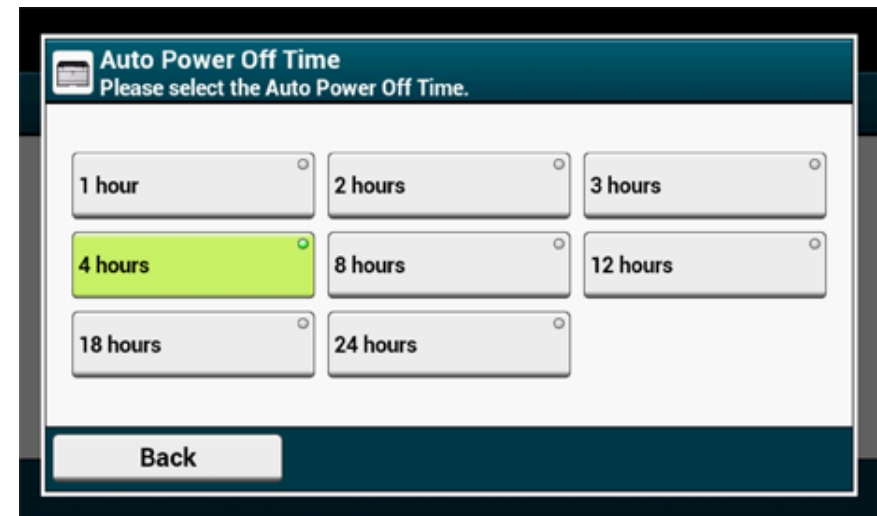 Auto Power Off Time
Please select the Auto Power Off Time.
1 hour
2 hours
3 hours
4 hours
8 hours
12 hours
18 hours
24 hours
Back